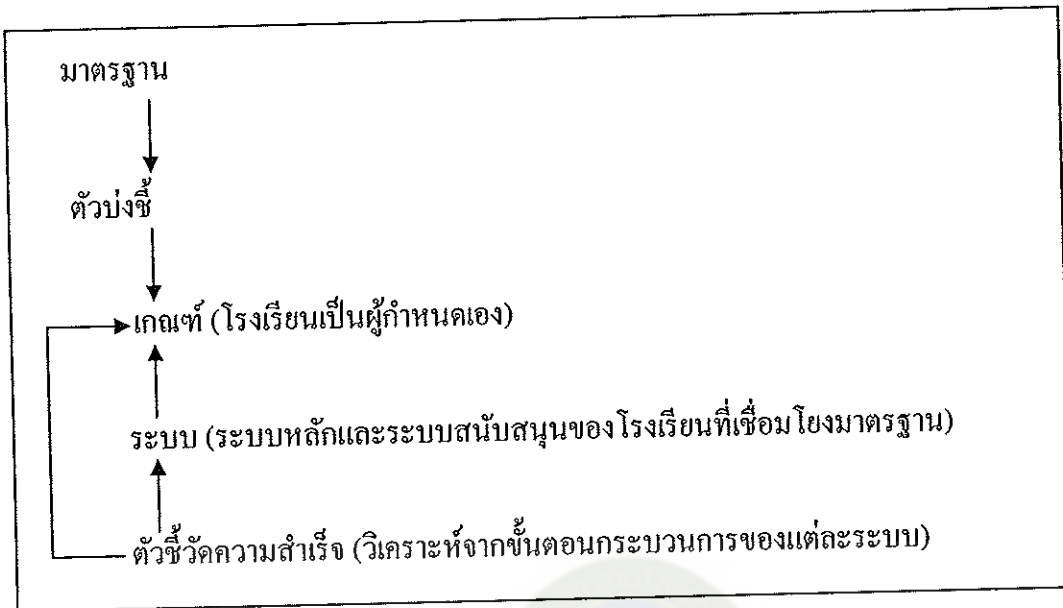 มาตรฐาน
ตัวบ่งชี้
เกณฑ์ (โรงเรียนเป็นผู้กำหนดเอง)
ระบบ (ระบบหลักและระบบสนับสนุนของโรงเรียนที่เชื่อมโยงมาตรฐาน)
ตัวชี้วัดความสำเร็จ (วิเคราะห์จากขั้นตอนกระบวนการของแต่ละระบบ)